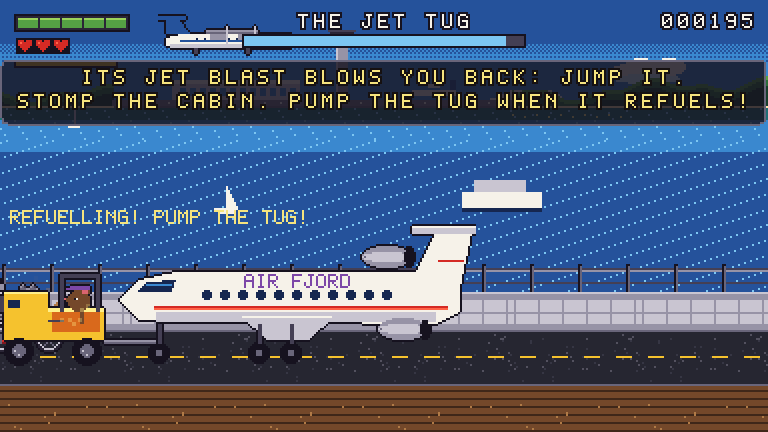 THE JET TUG
000195
ITS JET BLAST BLOWS YOU BACK: JUMP IT.
STOMP THE CABIN. PUMP THE TUG WHEN IT REFUELS!
REFUELLING! PUMP THE TUG!
AIR FJORD